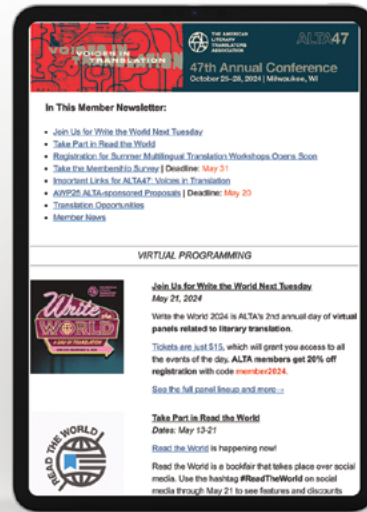 VOICES IN
TRANSLATION
VOICES IN
TRANSLATION
THE AMERICAN
LITERARY
TRANSLATORS
ASSOCIATION
ALTA47
47th Annual Conference
October 25-28, 2024 | Milwaukee, WI
In This Member Newsletter:
• Join Us for Write the World Next Tuesday
• Take Part in Read the World
• Registration for Summer Multilingual Translation Workshops Opens Soon
• Take the Membership Survey | Deadline: May 31
• Important Links for ALTA47: Voices in Translation
• AWP25 ALTA-sponsored Proposals | Deadline: May 20
• Translation Opportunities
• Member News
VIRTUAL PROGRAMMING
Write
the
WORLD
A DAY OF TRANSLATION
Join Us for Write the World Next Tuesday
May 21, 2024
Write the World 2024 is ALTA's 2nd annual day of virtual
panels related to literary translation.
Tickets are just $15, which will grant you access to all
the events of the day. ALTA members get 20% off
registration with code member2024.
See the full panel lineup and more→
READ THE WORLD
Take Part in Read the World
Dates: May 13-21
Read the World is happening now!
Read the World is a bookfair that takes place over social
media. Use the hashtag #ReadTheWorld on social
media through May 21 to see features and discounts